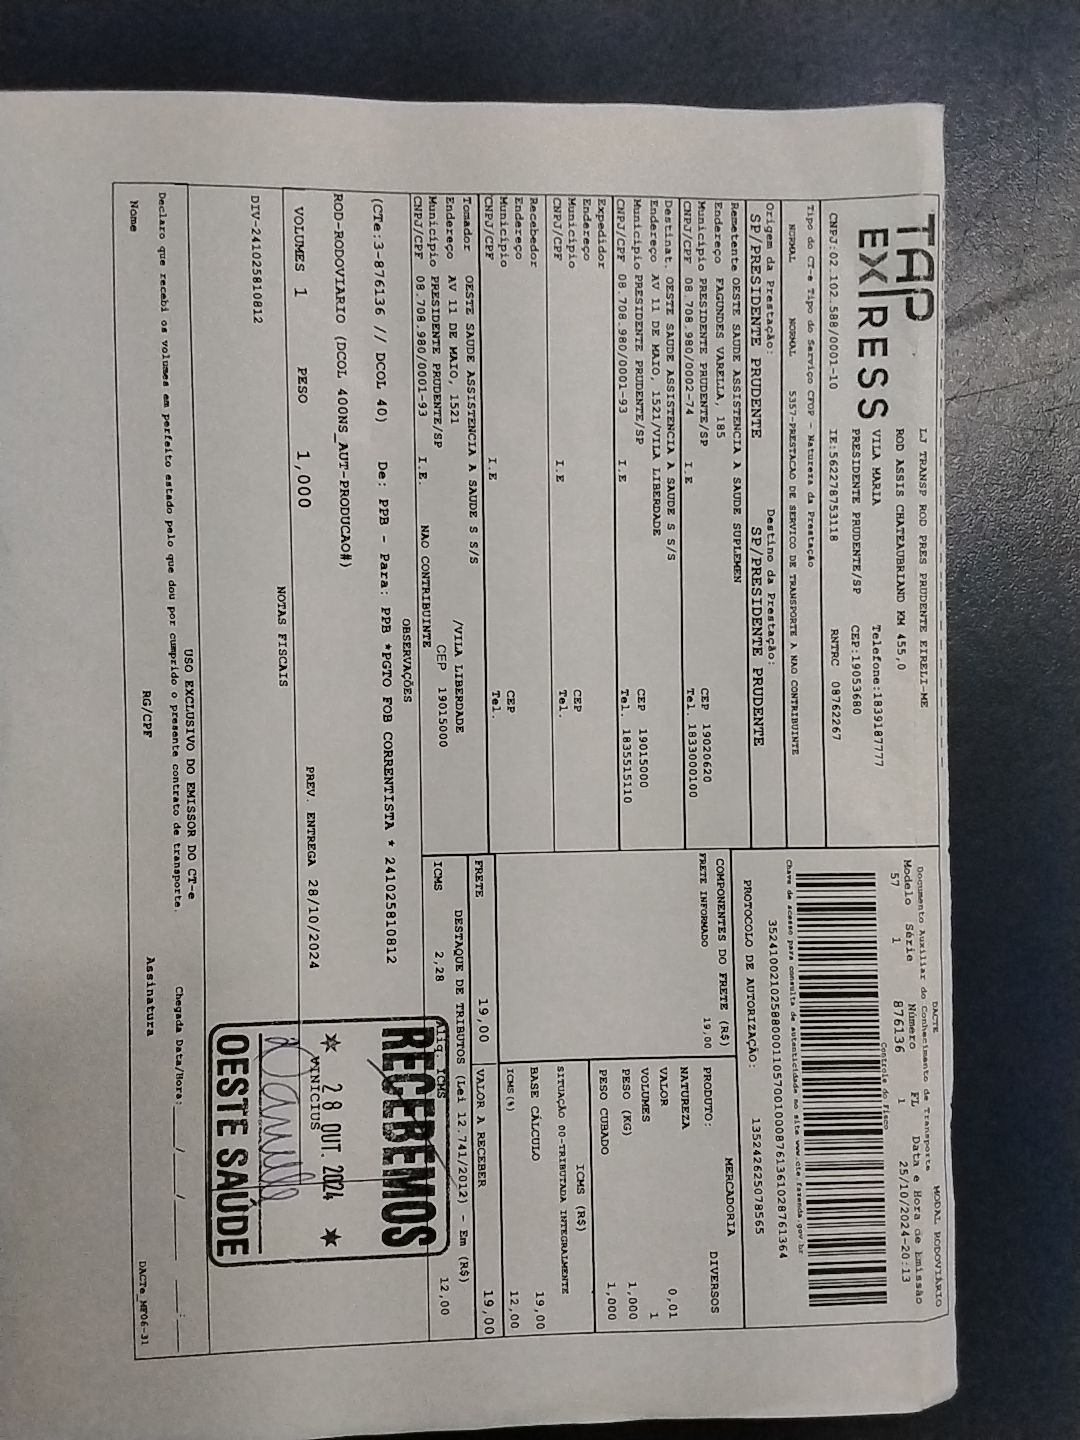 TAP
EXPRESS
LJ TRANSP ROD PRES PRUDENTE EIRELI-ME
ROD ASSIS CHATEAUBRIAND KM 455,0
VILA MARIA Telefone:1839187777
PRESIDENTE PRUDENTE/SP CEP:19053680
CNPJ:02.102.588/0001-10 IE:562278753118 RNTRC 08762267
DACTE MODAL RODOVIÁRIO
Documento Auxiliar do Conhecimento de Transporte
Modelo Série Número FL Data e Hora de Emissão
57 1 876136 1 25/10/2024-20:13
Controle do Fisco
Chave de acesso para consulta de autenticidade no site www.cte.fazenda.gov.br
35241002102588000110570010008761361028761364
PROTOCOLO DE AUTORIZAÇÃO: 135242625078565
Tipo do CT-e Tipo do Serviço CFOP - Natureza da Prestação
NORMAL NORMAL 5357-PRESTACAO DE SERVICO DE TRANSPORTE A NAO CONTRIBUINTE
Origem da Prestação: Destino da Prestação:
SP/PRESIDENTE PRUDENTE SP/PRESIDENTE PRUDENTE
Remetente OESTE SAUDE ASSISTENCIA A SAUDE SUPLEMEN
Endereço FAGUNDES VARELLA, 185
Município PRESIDENTE PRUDENTE/SP CEP 19020620
CNPJ/CPF 08.708.980/0002-74 I.E Tel. 1833000100
Destinat. OESTE SAUDE ASSISTENCIA A SAUDE S S/S
Endereço AV 11 DE MAIO, 1521/VILA LIBERDADE
Município PRESIDENTE PRUDENTE/SP CEP 19015000
CNPJ/CPF 08.708.980/0001-93 I.E Tel. 1835515110
Expedidor
Endereço
Município CEP
CNPJ/CPF I.E Tel.
Recebedor
Endereço
Município CEP
CNPJ/CPF I.E Tel.
Tomador OESTE SAUDE ASSISTENCIA A SAUDE S S/S
Endereço AV 11 DE MAIO, 1521 /VILA LIBERDADE
Município PRESIDENTE PRUDENTE/SP CEP 19015000
CNPJ/CPF 08.708.980/0001-93 I.E. NAO CONTRIBUINTE
COMPONENTES DO FRETE (R$)
FRETE INFORMADO 19,00
MERCADORIA
PRODUTO: DIVERSOS
NATUREZA
VALOR 0,01
VOLUMES 1
PESO (KG) 1,000
PESO CUBADO 1,000
ICMS (R$)
SITUAÇÃO 00-TRIBUTADA INTEGRALMENTE
BASE CÁLCULO 19,00
ICMS($) 12,00
FRETE 19,00 VALOR A RECEBER 19,00
DESTAQUE DE TRIBUTOS (Lei 12.741/2012) - Em (R$)
ICMS 2,28 Aliq. ICMS 12,00
OBSERVAÇÕES
(CTe:3-876136 // DCOL 40) De: PPB - Para: PPB *PGTO FOB CORRENTISTA * 241025810812
ROD-RODOVIARIO (DCOL 400NS_AUT-PRODUCAO#)
VOLUMES 1 PESO 1,000 PREV. ENTREGA 28/10/2024 VINICIUS
NOTAS FISCAIS
DIV-241025810812
RECEBEMOS
28 OUT. 2024
OESTE SAÚDE
USO EXCLUSIVO DO EMISSOR DO CT-e
Declaro que recebi os volumes em perfeito estado pelo que dou por cumprido o presente contrato de transporte. Chegada Data/Hora: __/__/____ __:__
Nome RG/CPF Assinatura
DACTe_MF06-31